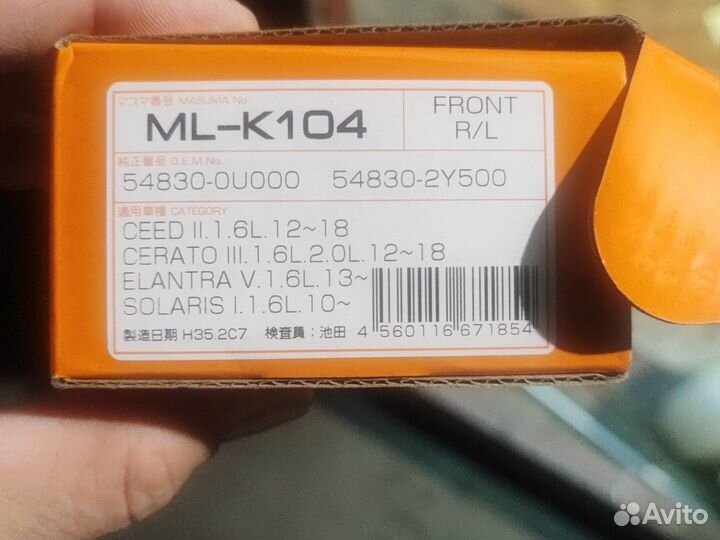 マスマ番号 MASUMA No.
ML-K104
FRONT
R/L
純正番号 O.E.M.No.
54830-0U000 54830-2Y500
適用車種 CATEGORY
CEED II.1.6L.12~18
CERATO III.1.6L.2.0L.12~18
ELANTRA V.1.6L.13~
SOLARIS I.1.6L.10~
製造日期 H35.2C7 検査員：池田 4 560116 671854
Avito